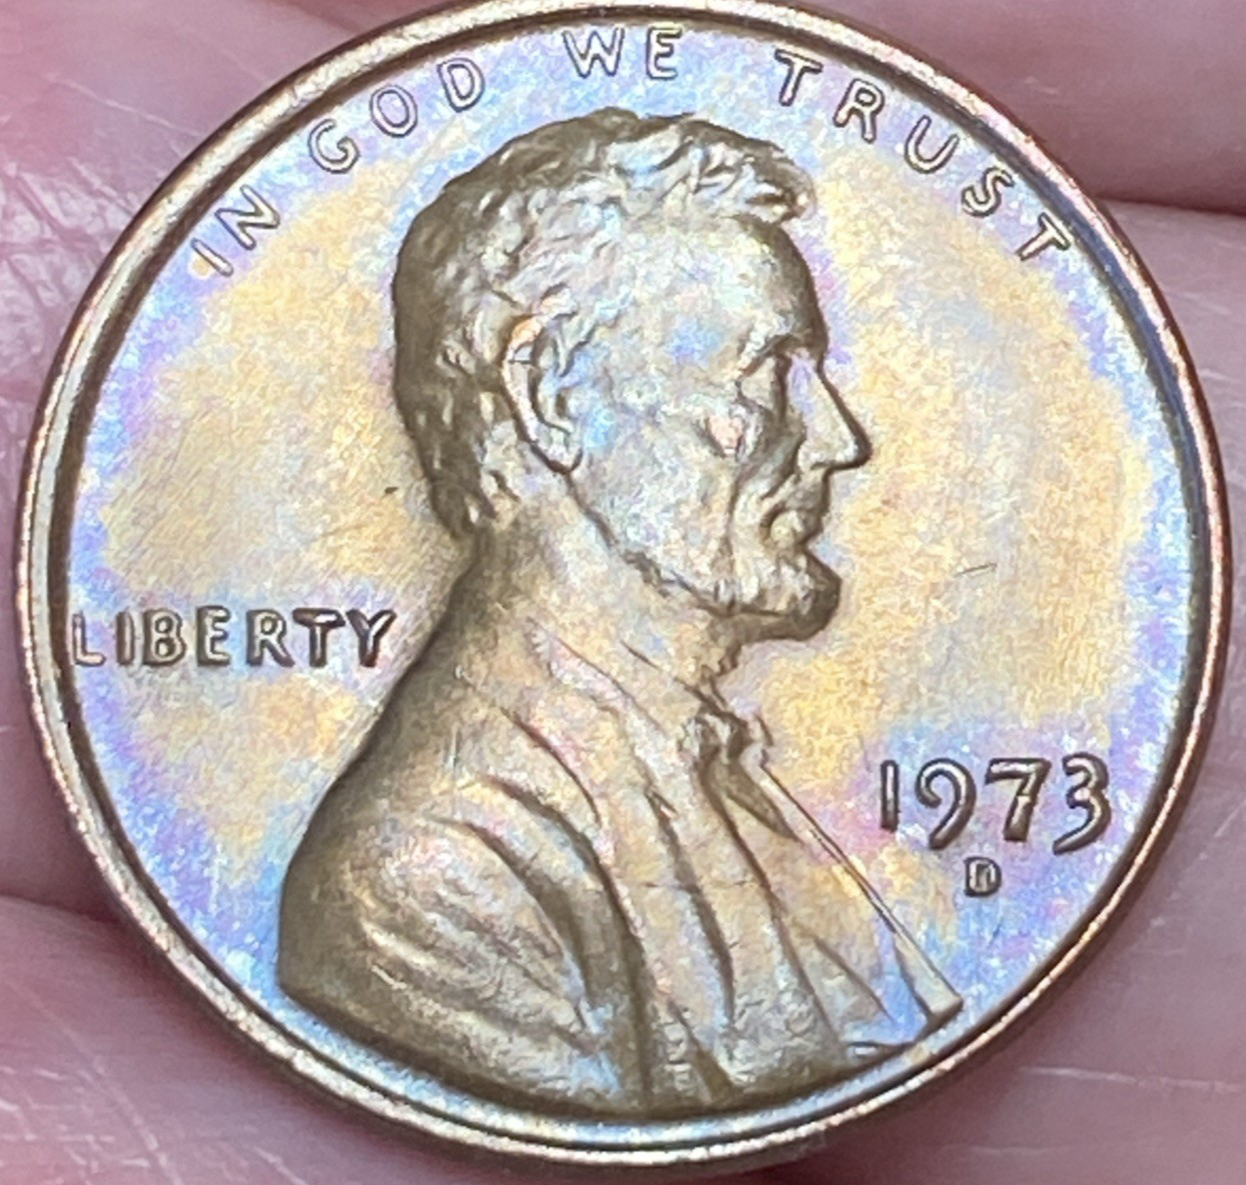 IN GOD WE TRUST
LIBERTY
1973
D